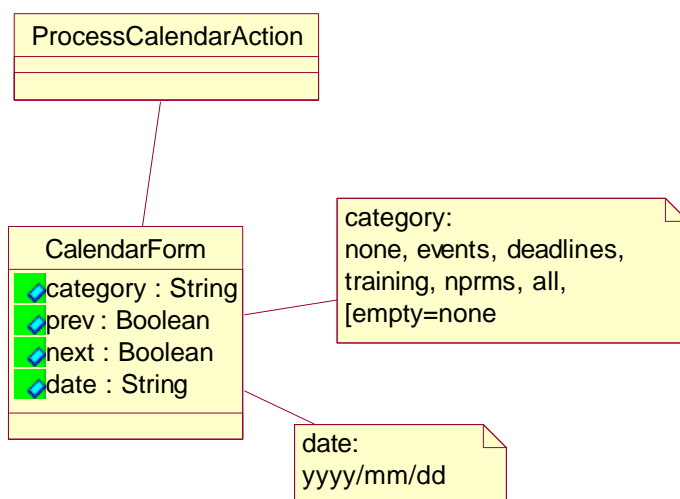 ProcessCalendarAction
CalendarForm
category : String
prev : Boolean
next : Boolean
date : String
category:
none, events, deadlines,
training, nprms, all,
[empty=none
date:
yyyy/mm/dd